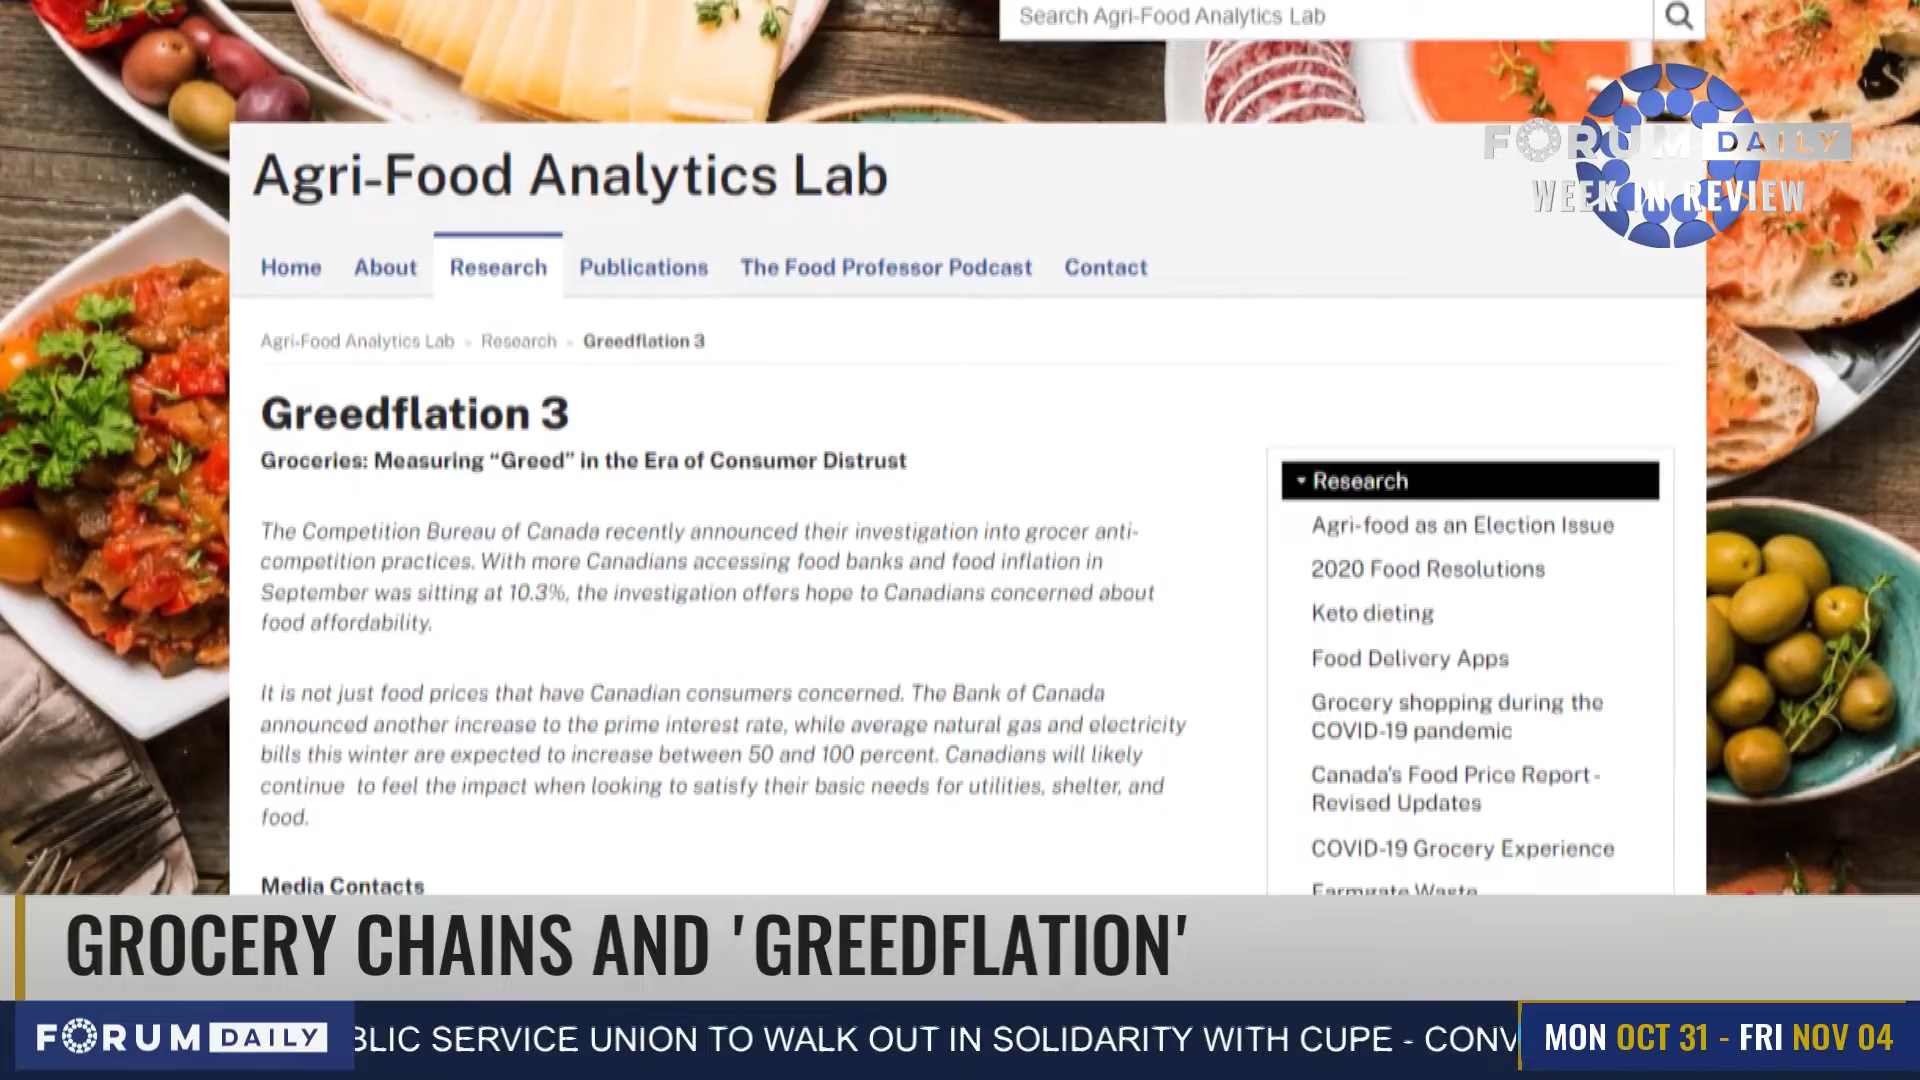 Search Agri-Food Analytics Lab
FORUM DAILY
WEEK IN REVIEW
Agri-Food Analytics Lab
Home About Research Publications The Food Professor Podcast Contact
Agri-Food Analytics Lab » Research » Greedflation 3
Greedflation 3
Groceries: Measuring “Greed” in the Era of Consumer Distrust
The Competition Bureau of Canada recently announced their investigation into grocer anti-
competition practices. With more Canadians accessing food banks and food inflation in
September was sitting at 10.3%, the investigation offers hope to Canadians concerned about
food affordability.
It is not just food prices that have Canadian consumers concerned. The Bank of Canada
announced another increase to the prime interest rate, while average natural gas and electricity
bills this winter are expected to increase between 50 and 100 percent. Canadians will likely
continue to feel the impact when looking to satisfy their basic needs for utilities, shelter, and
food.
Media Contacts
Research
Agri-food as an Election Issue
2020 Food Resolutions
Keto dieting
Food Delivery Apps
Grocery shopping during the
COVID-19 pandemic
Canada's Food Price Report -
Revised Updates
COVID-19 Grocery Experience
Farmgate Waste
GROCERY CHAINS AND 'GREEDFLATION'
FORUM DAILY
BLIC SERVICE UNION TO WALK OUT IN SOLIDARITY WITH CUPE - CONV
MON OCT 31 - FRI NOV 04